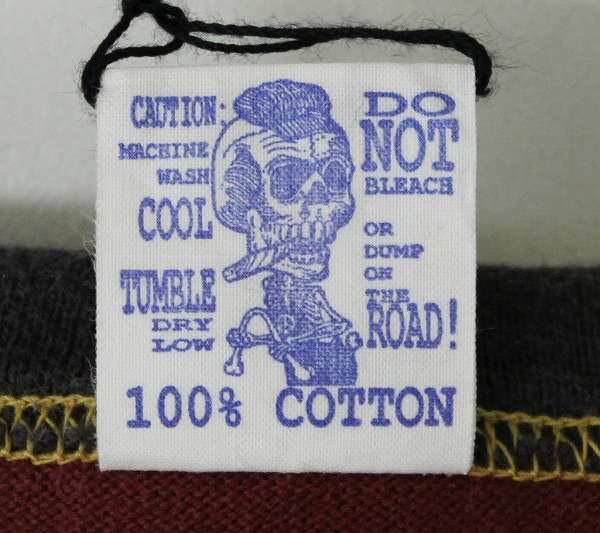 CAUTION:
MACHINE
WASH
COOL
TUMBLE
DRY
LOW
DO
NOT
BLEACH
OR
DUMP
ON
THE
ROAD!
100% COTTON